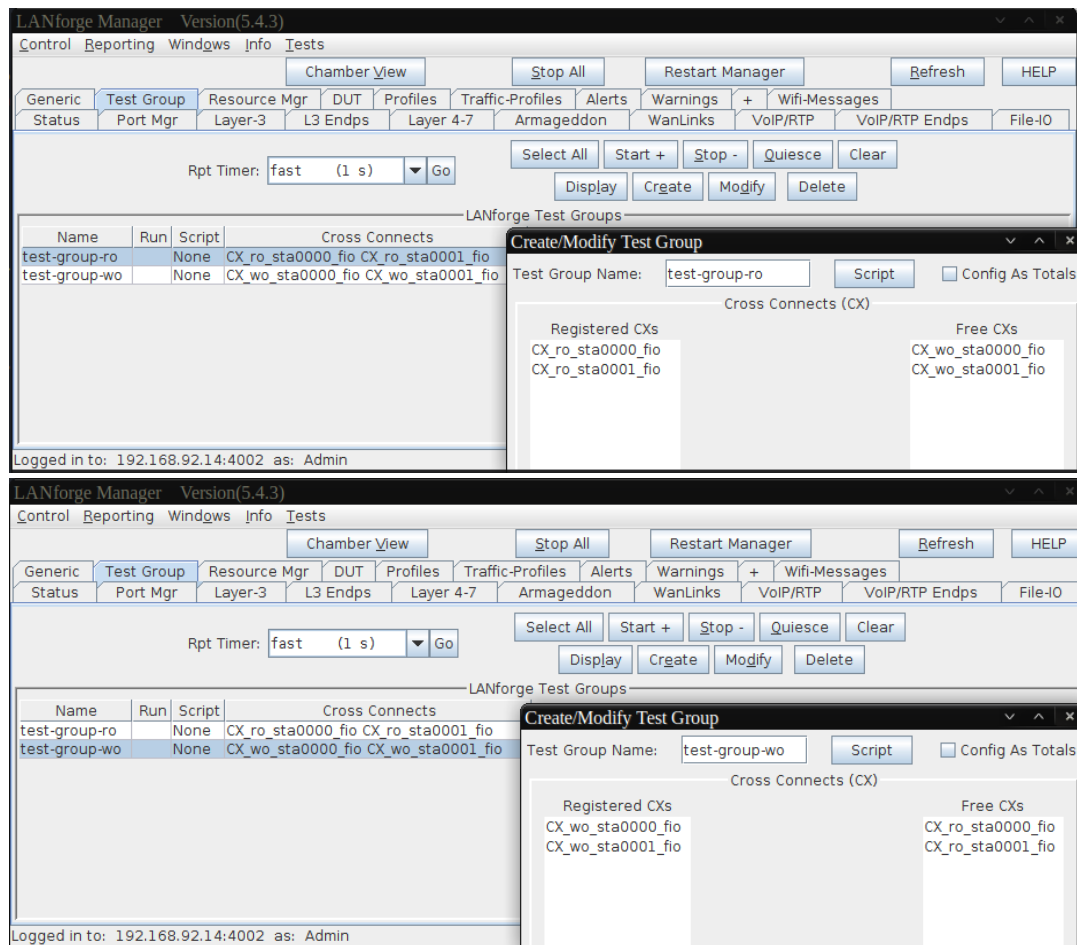 LANforge Manager Version(5.4.3)
Control Reporting Windows Info Tests
Chamber View Stop All Restart Manager Refresh HELP
Generic Test Group Resource Mgr DUT Profiles Traffic-Profiles Alerts Warnings + Wifi-Messages
Status Port Mgr Layer-3 L3 Endps Layer 4-7 Armageddon WanLinks VoIP/RTP VoIP/RTP Endps File-IO
Select All Start + Stop - Quiesce Clear
Rpt Timer: fast (1 s) Go
Display Create Modify Delete
LANforge Test Groups
Name Run Script Cross Connects
test-group-ro None CX_ro_sta0000_fio CX_ro_sta0001_fio
test-group-wo None CX_wo_sta0000_fio CX_wo_sta0001_fio
Create/Modify Test Group
Test Group Name: test-group-ro Script Config As Totals
Cross Connects (CX)
Registered CXs Free CXs
CX_ro_sta0000_fio CX_wo_sta0000_fio
CX_ro_sta0001_fio CX_wo_sta0001_fio
Logged in to: 192.168.92.14:4002 as: Admin
LANforge Manager Version(5.4.3)
Control Reporting Windows Info Tests
Chamber View Stop All Restart Manager Refresh HELP
Generic Test Group Resource Mgr DUT Profiles Traffic-Profiles Alerts Warnings + Wifi-Messages
Status Port Mgr Layer-3 L3 Endps Layer 4-7 Armageddon WanLinks VoIP/RTP VoIP/RTP Endps File-IO
Select All Start + Stop - Quiesce Clear
Rpt Timer: fast (1 s) Go
Display Create Modify Delete
LANforge Test Groups
Name Run Script Cross Connects
test-group-ro None CX_ro_sta0000_fio CX_ro_sta0001_fio
test-group-wo None CX_wo_sta0000_fio CX_wo_sta0001_fio
Create/Modify Test Group
Test Group Name: test-group-wo Script Config As Totals
Cross Connects (CX)
Registered CXs Free CXs
CX_wo_sta0000_fio CX_ro_sta0000_fio
CX_wo_sta0001_fio CX_ro_sta0001_fio
Logged in to: 192.168.92.14:4002 as: Admin